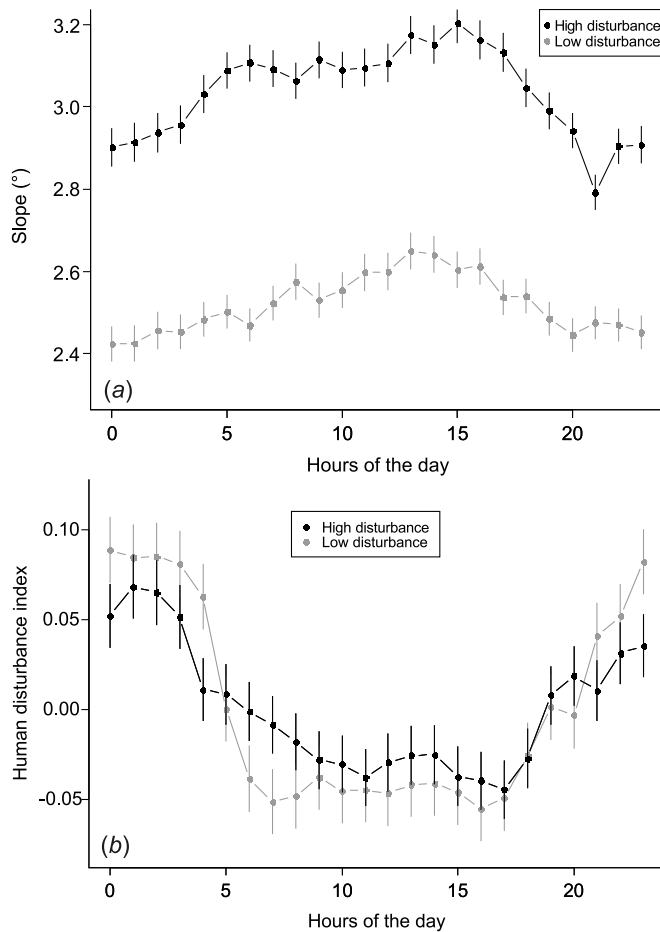 3.2
3.0
2.8
2.6
2.4
Slope (°)
High disturbance
Low disturbance
(a)
0 5 10 15 20
Hours of the day
0.10
0.05
0.00
-0.05
Human disturbance index
High disturbance
Low disturbance
(b)
0 5 10 15 20
Hours of the day